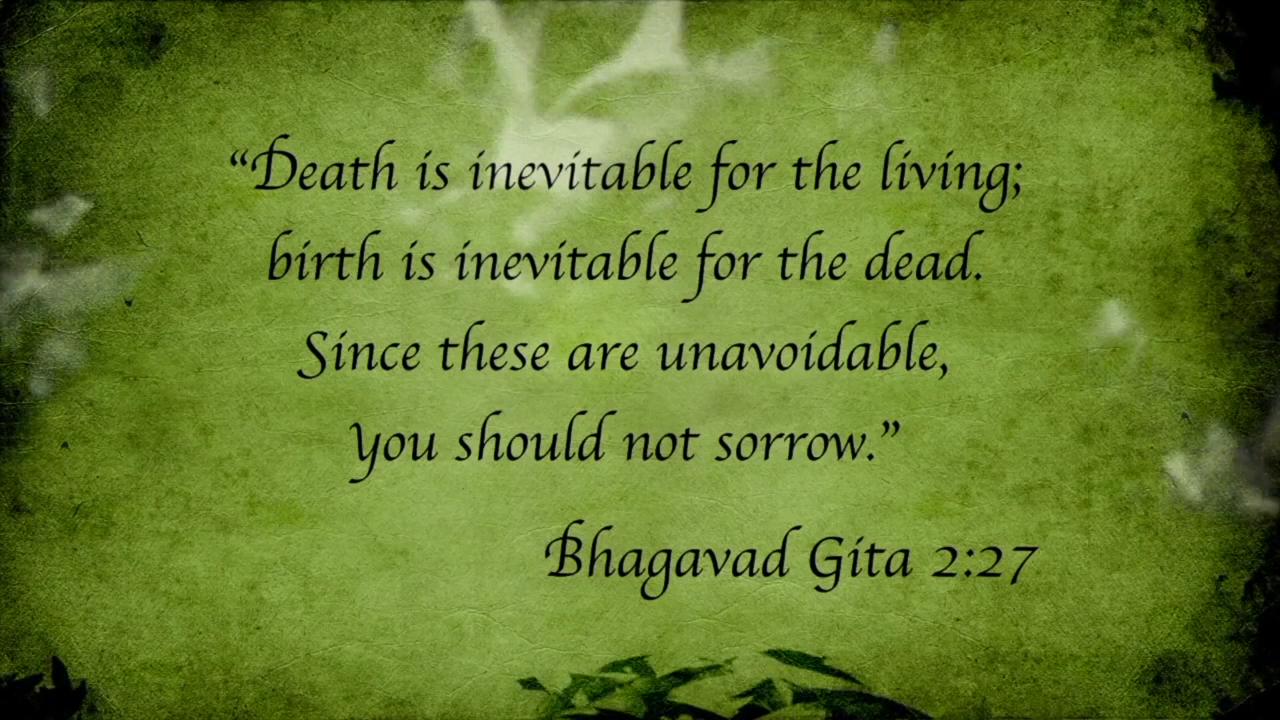 “Death is inevitable for the living;
birth is inevitable for the dead.
Since these are unavoidable,
You should not sorrow.”
Bhagavad Gita 2:27